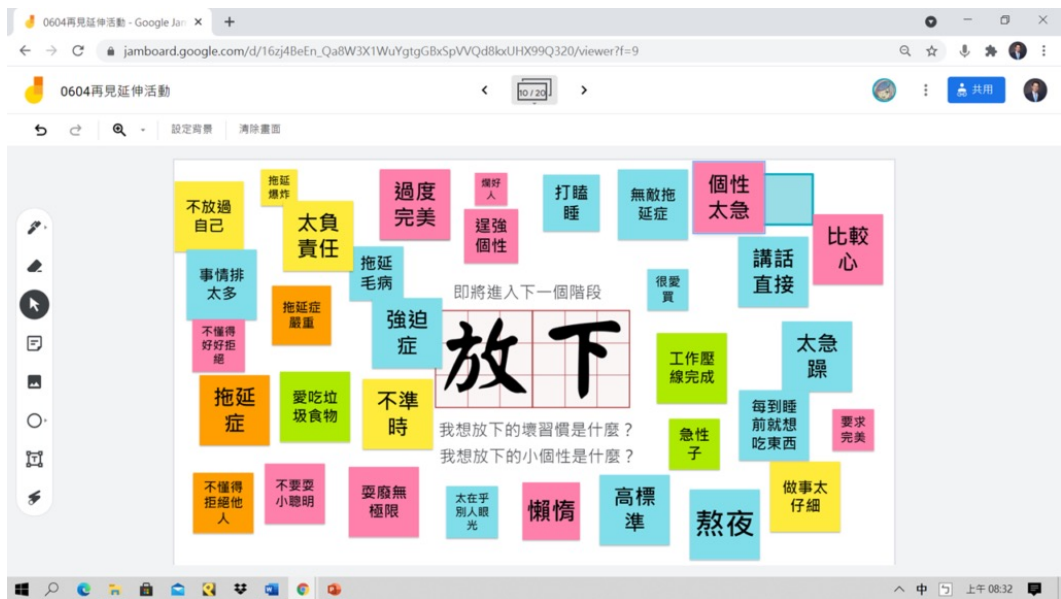 0604再見延伸活動 - Google Jam
jamboard.google.com/d/16zj4BeEn_Qa8W3X1WuYgtgGBxSpVVQd8kxUHX99Q320/viewer?f=9
0604再見延伸活動
10 / 20
共用
設定背景
清除畫面
不放過
自己
拖延
爆炸
太負
責任
過度
完美
爛好
人
逞強
個性
打瞌
睡
無敵拖
延症
個性
太急
比較
心
講話
直接
事情排
太多
拖延
毛病
拖延症
嚴重
強迫
症
很愛
買
不懂得
好好拒
絕
即將進入下一個階段
放下
工作壓
線完成
太急
躁
拖延
症
愛吃垃
圾食物
不準
時
我想放下的壞習慣是什麼？
我想放下的小個性是什麼？
急性
子
每到睡
前就想
吃東西
要求
完美
不懂得
拒絕他
人
不要耍
小聰明
耍廢無
極限
太在乎
別人眼
光
懶惰
高標
準
熬夜
做事太
仔細
中
上午 08:32